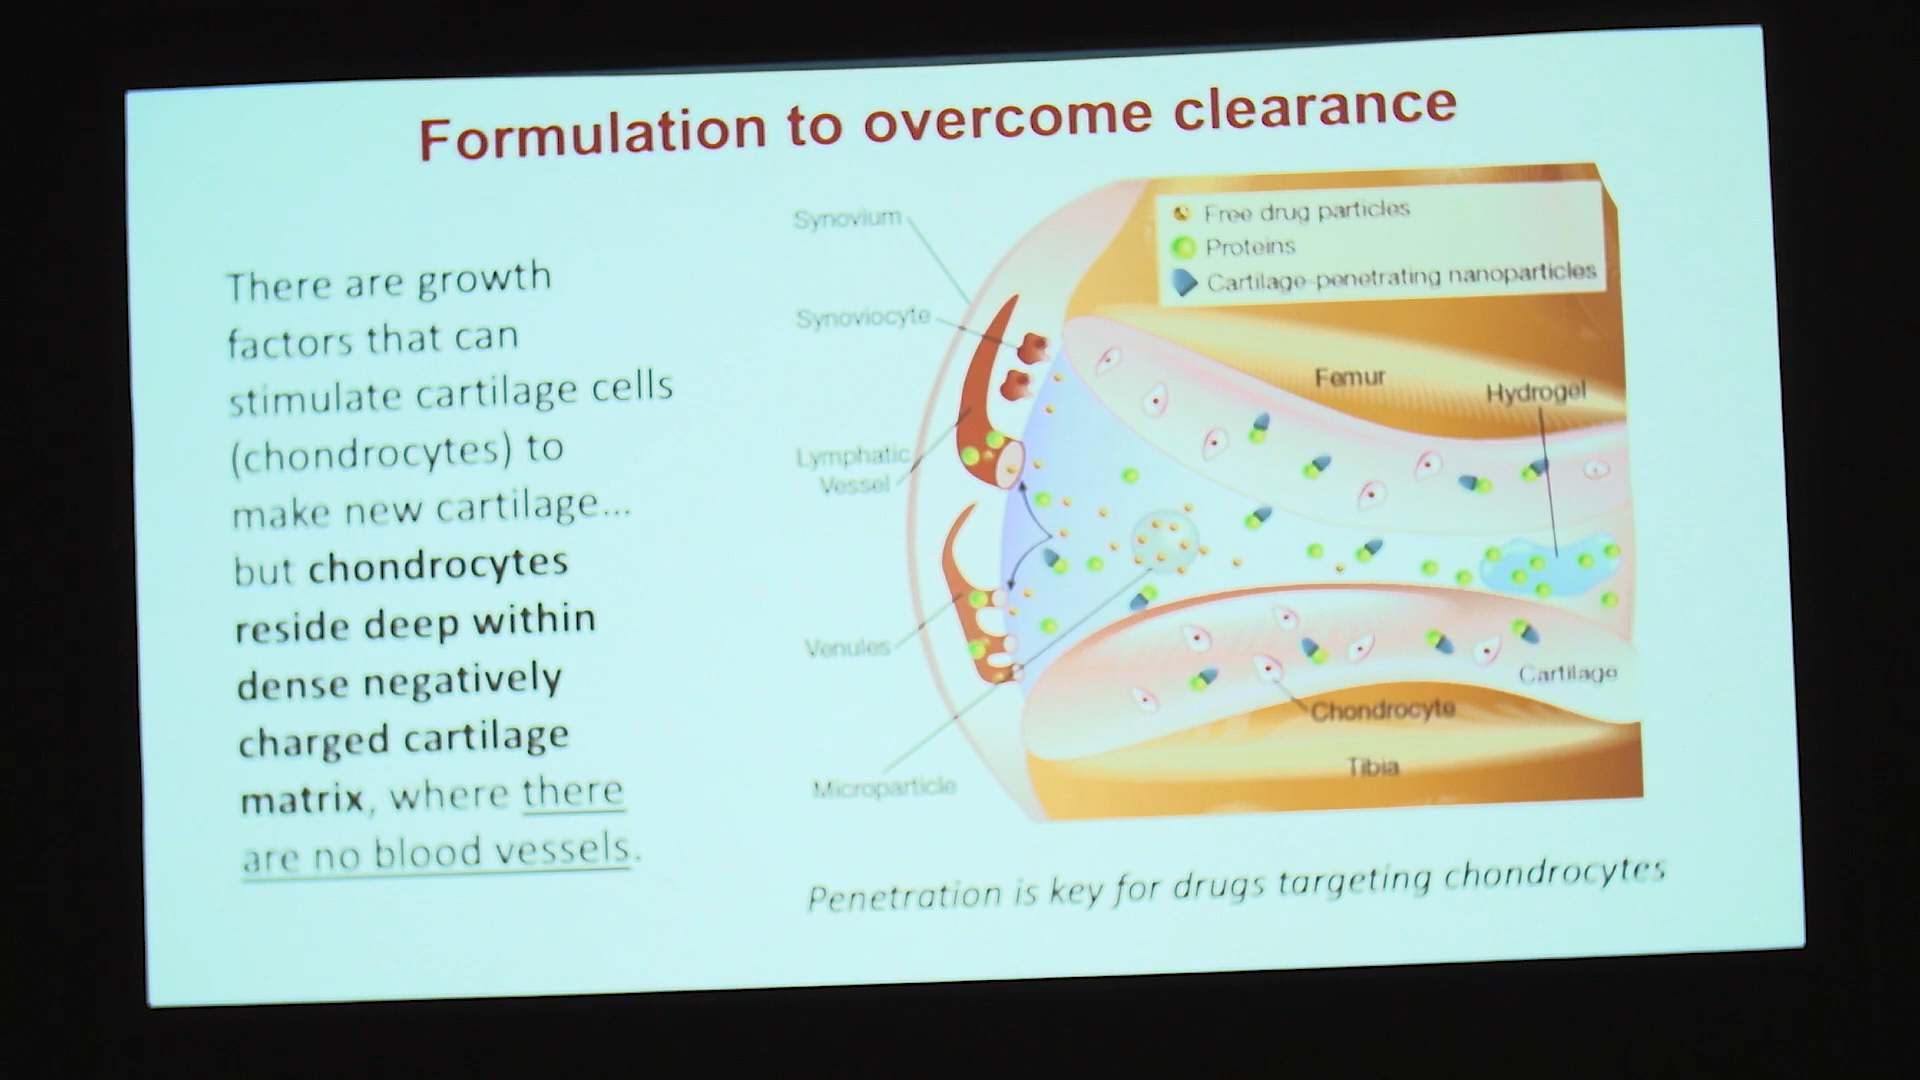 Formulation to overcome clearance
There are growth
factors that can
stimulate cartilage cells
(chondrocytes) to
make new cartilage...
but chondrocytes
reside deep within
dense negatively
charged cartilage
matrix, where there
are no blood vessels.
Synovium
Synoviocyte
Lymphatic
Vessel
Venules
Microparticle
Free drug particles
Proteins
Cartilage-penetrating nanoparticles
Femur
Hydrogel
Cartilage
Chondrocyte
Tibia
Penetration is key for drugs targeting chondrocytes